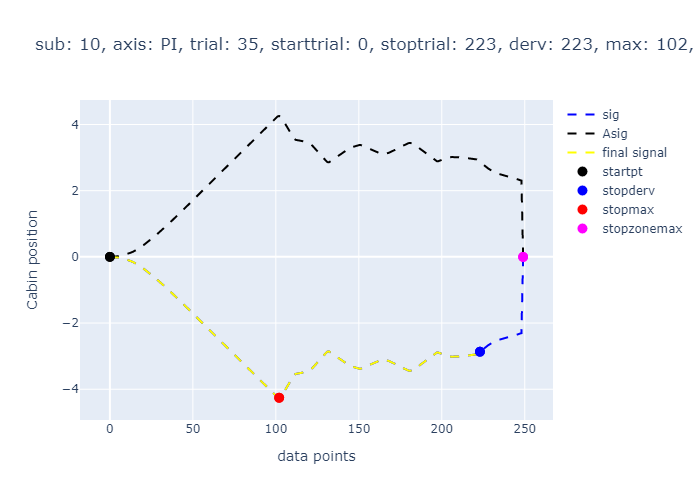 sub: 10, axis: PI, trial: 35, starttrial: 0, stoptrial: 223, derv: 223, max: 102,
sig
Asig
final signal
startpt
stopderv
stopmax
stopzonemax
Cabin position
4
2
0
−2
−4
0
50
100
150
200
250
data points